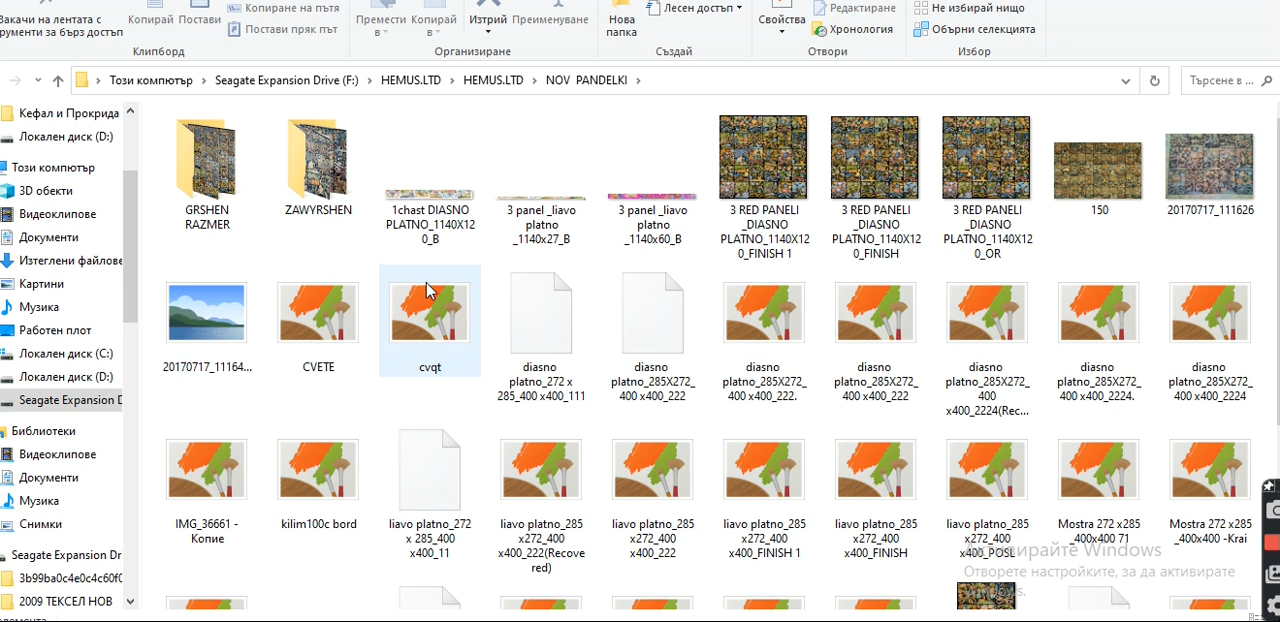 Закачи на лентата с
рументи за бърз достъп
Копирай
Постави
Копиране на пътя
Постави пряк път
Клипборд
Премести
в
Копирай
в
Изтрий
Преименуване
Организиране
Нова
папка
Лесен достъп
Създай
Свойства
Редактиране
Хронология
Отвори
Не избирай нищо
Обърни селекцията
Избор
Този компютър › Seagate Expansion Drive (F:) › HEMUS.LTD › HEMUS.LTD › NOV PANDELKI ›
Търсене в ...
Кефал и Прокрида
Локален диск (D:)
Този компютър
3D обекти
Видеоклипове
Документи
Изтеглени файлове
Картини
Музика
Работен плот
Локален диск (C:)
Локален диск (D:)
Seagate Expansion D
Библиотеки
Видеоклипове
Документи
Музика
Снимки
Seagate Expansion Dr
3b99ba0c4e0c4c60f0
2009 ТЕКСЕЛ НОВ
GRSHEN
RAZMER
ZAWYRSHEN
1chast DIASNO
PLATNO_1140X12
0_B
3 panel _liavo
platno
_1140x27_B
3 panel _liavo
platno
_1140x60_B
3 RED PANELI
_DIASNO
PLATNO_1140X12
0_FINISH 1
3 RED PANELI
_DIASNO
PLATNO_1140X12
0_FINISH
3 RED PANELI
_DIASNO
PLATNO_1140X12
0_OR
150
20170717_111626
20170717_11164...
CVETE
cvqt
diasno
platno_272 x
285_400 x400_111
diasno
platno_285X272_
400 x400_222
diasno
platno_285X272_
400 x400_222.
diasno
platno_285X272_
400 x400_222
diasno
platno_285X272_
400
x400_2224(Rec...
diasno
platno_285X272_
400 x400_2224.
diasno
platno_285X272_
400 x400_2224
IMG_36661 -
Копие
kilim100c bord
liavo platno_272
x 285_400
x400_11
liavo platno_285
x272_400
x400_222(Recove
red)
liavo platno_285
x272_400
x400_222
liavo platno_285
x272_400
x400_FINISH 1
liavo platno_285
x272_400
x400_FINISH
liavo platno_285
x272_400
Mostra 272 x285
_400x400 71
Mostra 272 x285
_400x400 -Krai
Активирайте Windows
Отворете настройките, за да активирате
Windows.